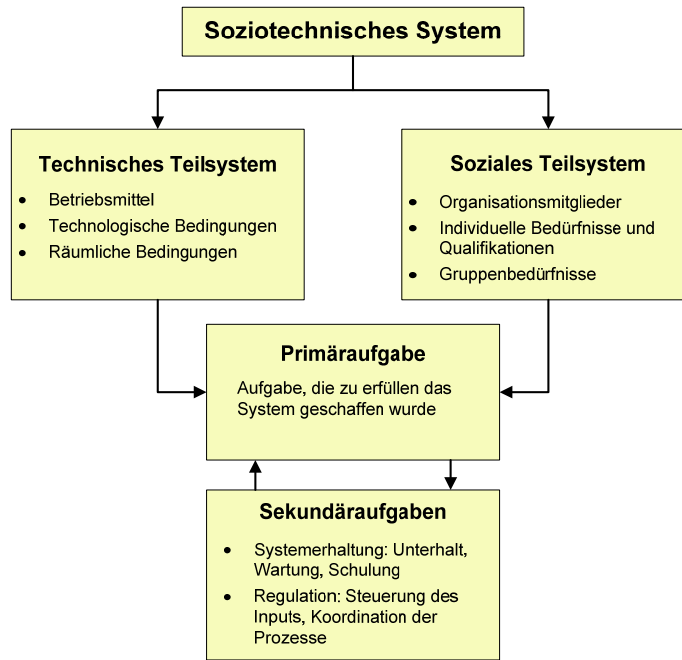 Soziotechnisches System
Technisches Teilsystem
• Betriebsmittel
• Technologische Bedingungen
• Räumliche Bedingungen
Soziales Teilsystem
• Organisationsmitglieder
• Individuelle Bedürfnisse und
Qualifikationen
• Gruppenbedürfnisse
Primäraufgabe
Aufgabe, die zu erfüllen das
System geschaffen wurde
Sekundäraufgaben
• Systemerhaltung: Unterhalt,
Wartung, Schulung
• Regulation: Steuerung des
Inputs, Koordination der
Prozesse